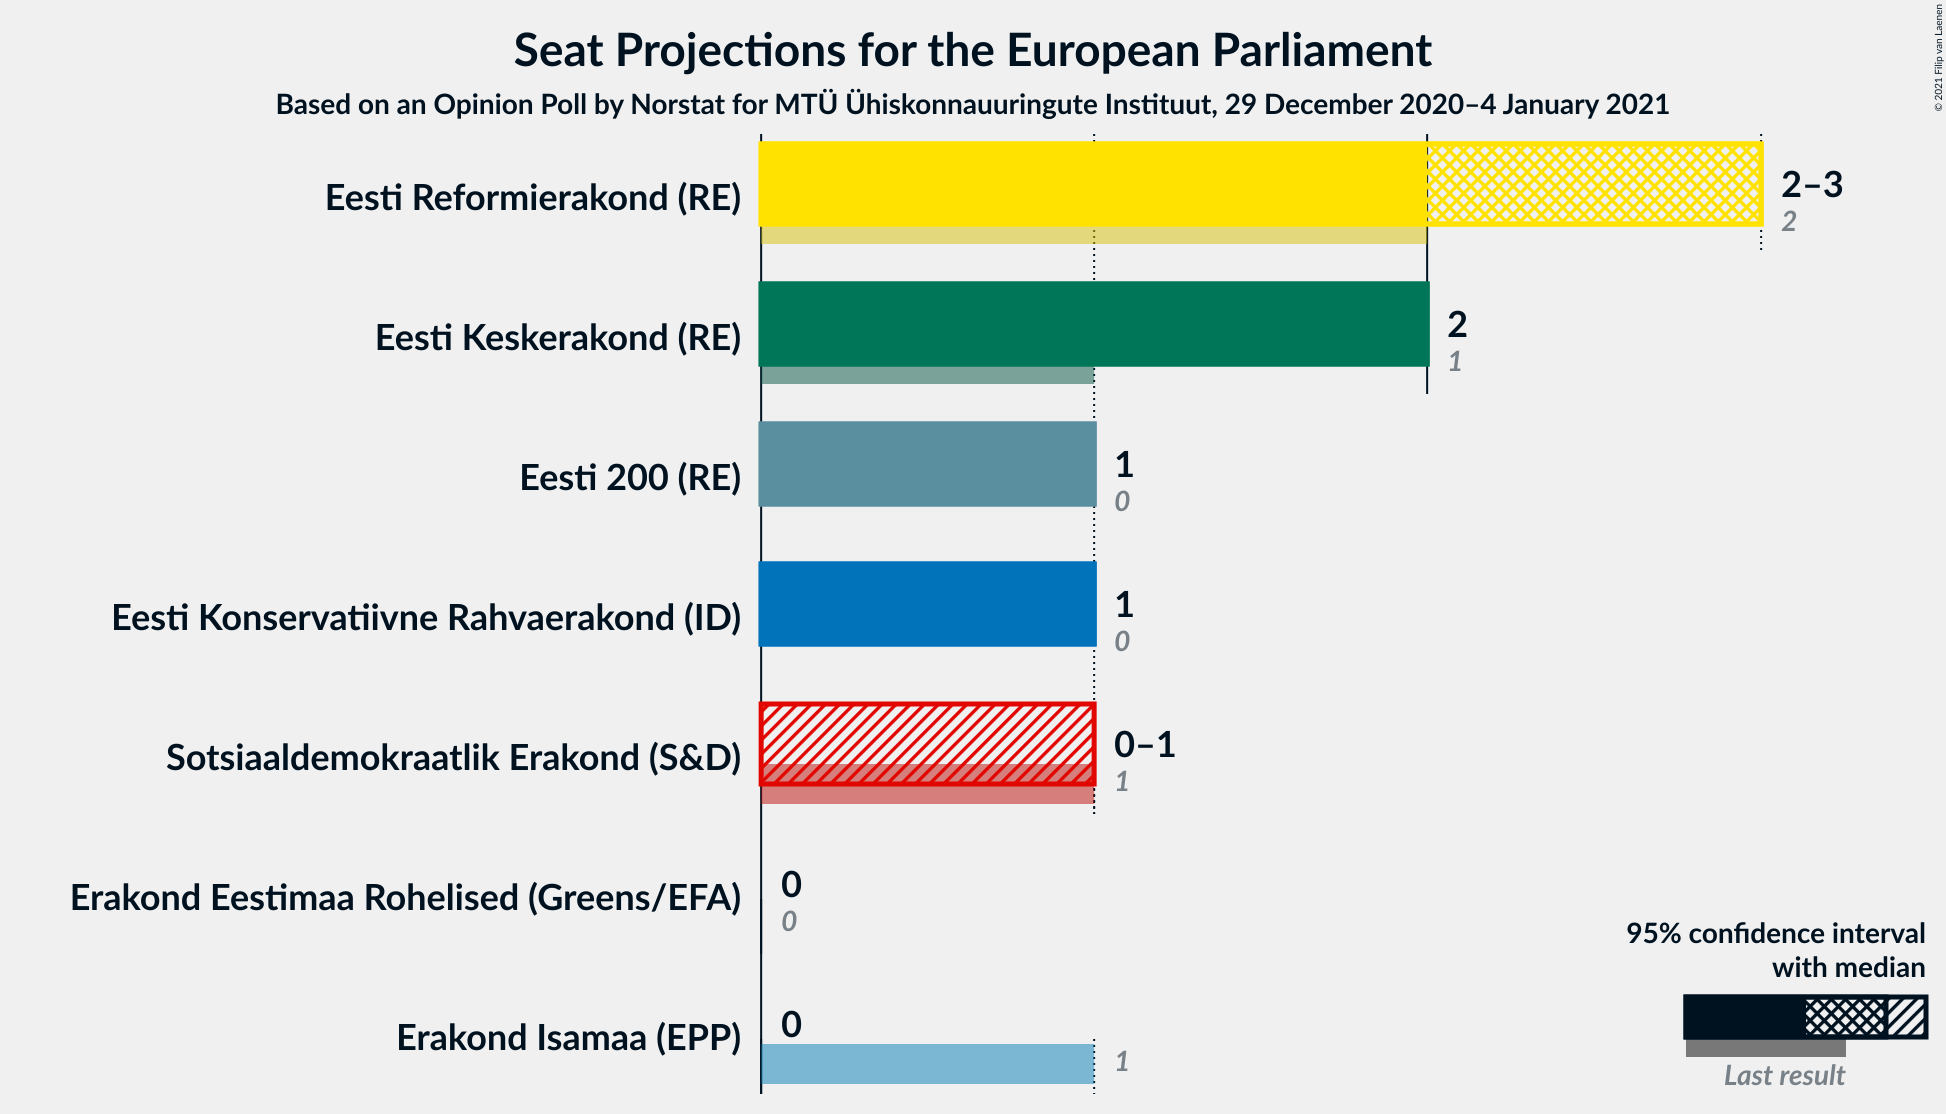 Seat Projections for the European Parliament
Based on an Opinion Poll by Norstat for MTÜ Ühiskonnauuringute Instituut, 29 December 2020–4 January 2021
© 2021 Filip van Laenen
Eesti Reformierakond (RE)
2–3
2
Eesti Keskerakond (RE)
2
1
Eesti 200 (RE)
1
0
Eesti Konservatiivne Rahvaerakond (ID)
1
0
Sotsiaaldemokraatlik Erakond (S&D)
0–1
1
Erakond Eestimaa Rohelised (Greens/EFA)
0
0
Erakond Isamaa (EPP)
0
1
95% confidence interval
with median
Last result